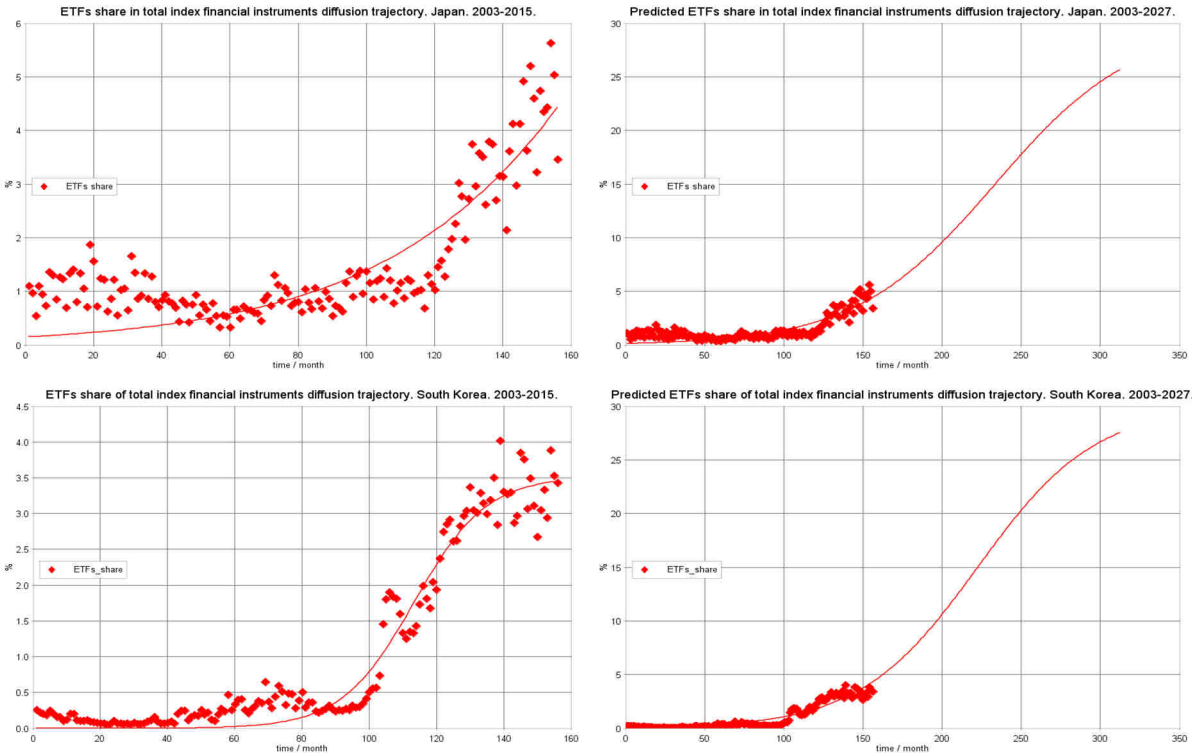 ETFs share in total index financial instruments diffusion trajectory. Japan. 2003-2015.
6
5
4
3
2
1
0
%
ETFs share
0 20 40 60 80 100 120 140 160
time / month
Predicted ETFs share in total index financial instruments diffusion trajectory. Japan. 2003-2027.
30
25
20
15
10
5
0
%
ETFs share
0 50 100 150 200 250 300 350
time / month
ETFs share of total index financial instruments diffusion trajectory. South Korea. 2003-2015.
4.5
4.0
3.5
3.0
2.5
2.0
1.5
1.0
0.5
0.0
%
ETFs_share
0 20 40 60 80 100 120 140 160
time / month
Predicted ETFs share of total index financial instruments diffusion trajectory. South Korea. 2003-2027.
30
25
20
15
10
5
0
%
ETFs_share
0 50 100 150 200 250 300 350
time / month